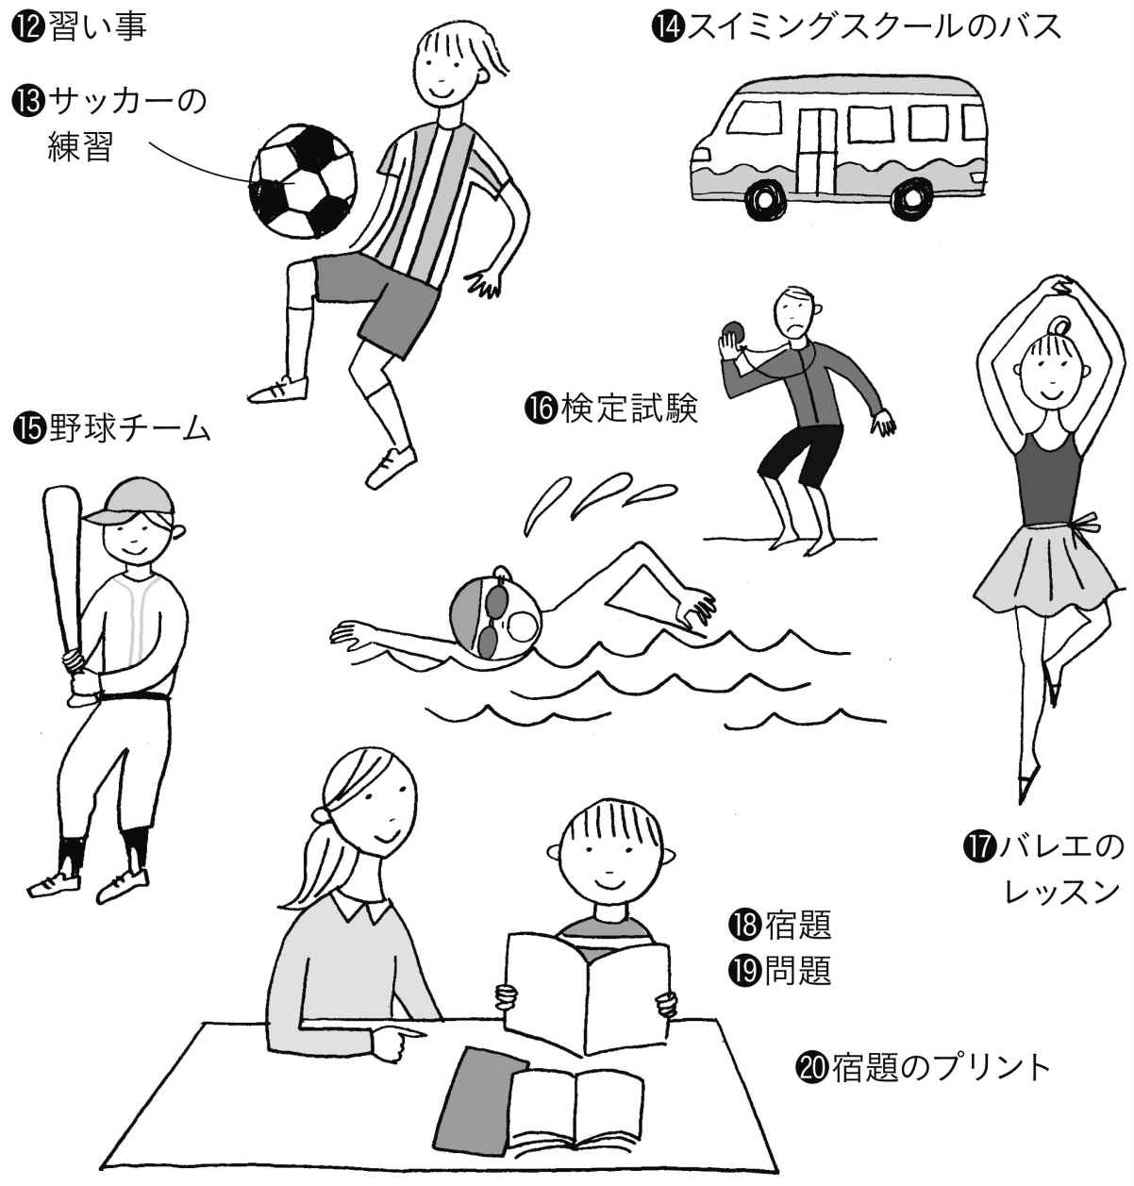 ⓬習い事
⓭サッカーの
練習
⓮スイミングスクールのバス
⓯野球チーム
⓰検定試験
⓱バレエの
レッスン
⓲宿題
⓳問題
⓴宿題のプリント